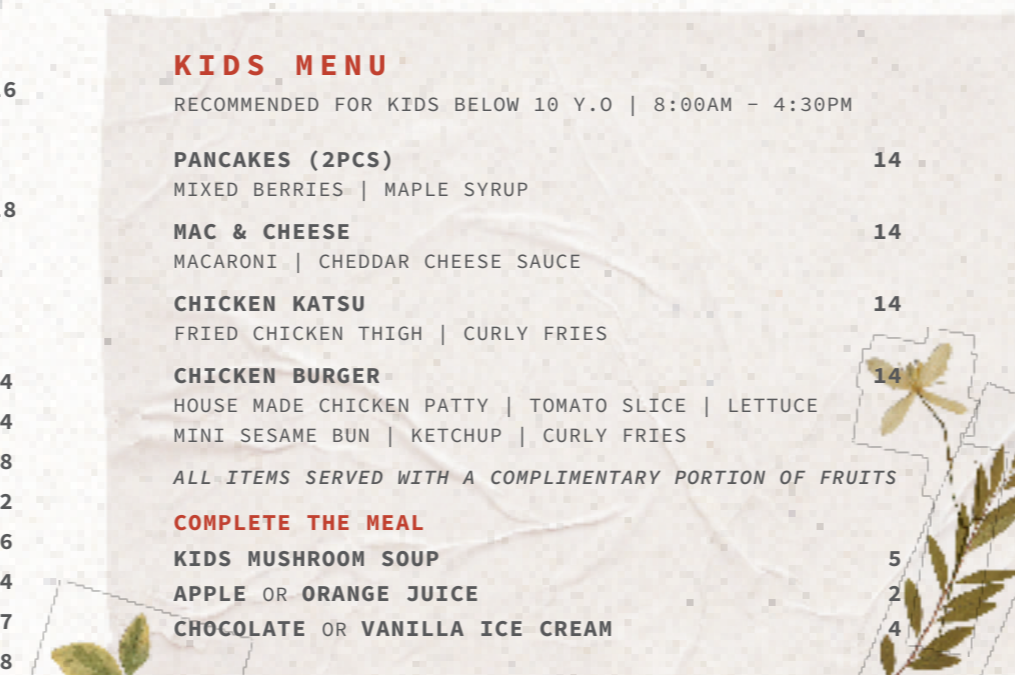 KIDS MENU
RECOMMENDED FOR KIDS BELOW 10 Y.O | 8:00AM - 4:30PM
PANCAKES (2PCS) 14
MIXED BERRIES | MAPLE SYRUP
MAC & CHEESE 14
MACARONI | CHEDDAR CHEESE SAUCE
CHICKEN KATSU 14
FRIED CHICKEN THIGH | CURLY FRIES
CHICKEN BURGER 14
HOUSE MADE CHICKEN PATTY | TOMATO SLICE | LETTUCE
MINI SESAME BUN | KETCHUP | CURLY FRIES
ALL ITEMS SERVED WITH A COMPLIMENTARY PORTION OF FRUITS
COMPLETE THE MEAL
KIDS MUSHROOM SOUP 5
APPLE OR ORANGE JUICE 2
CHOCOLATE OR VANILLA ICE CREAM 4